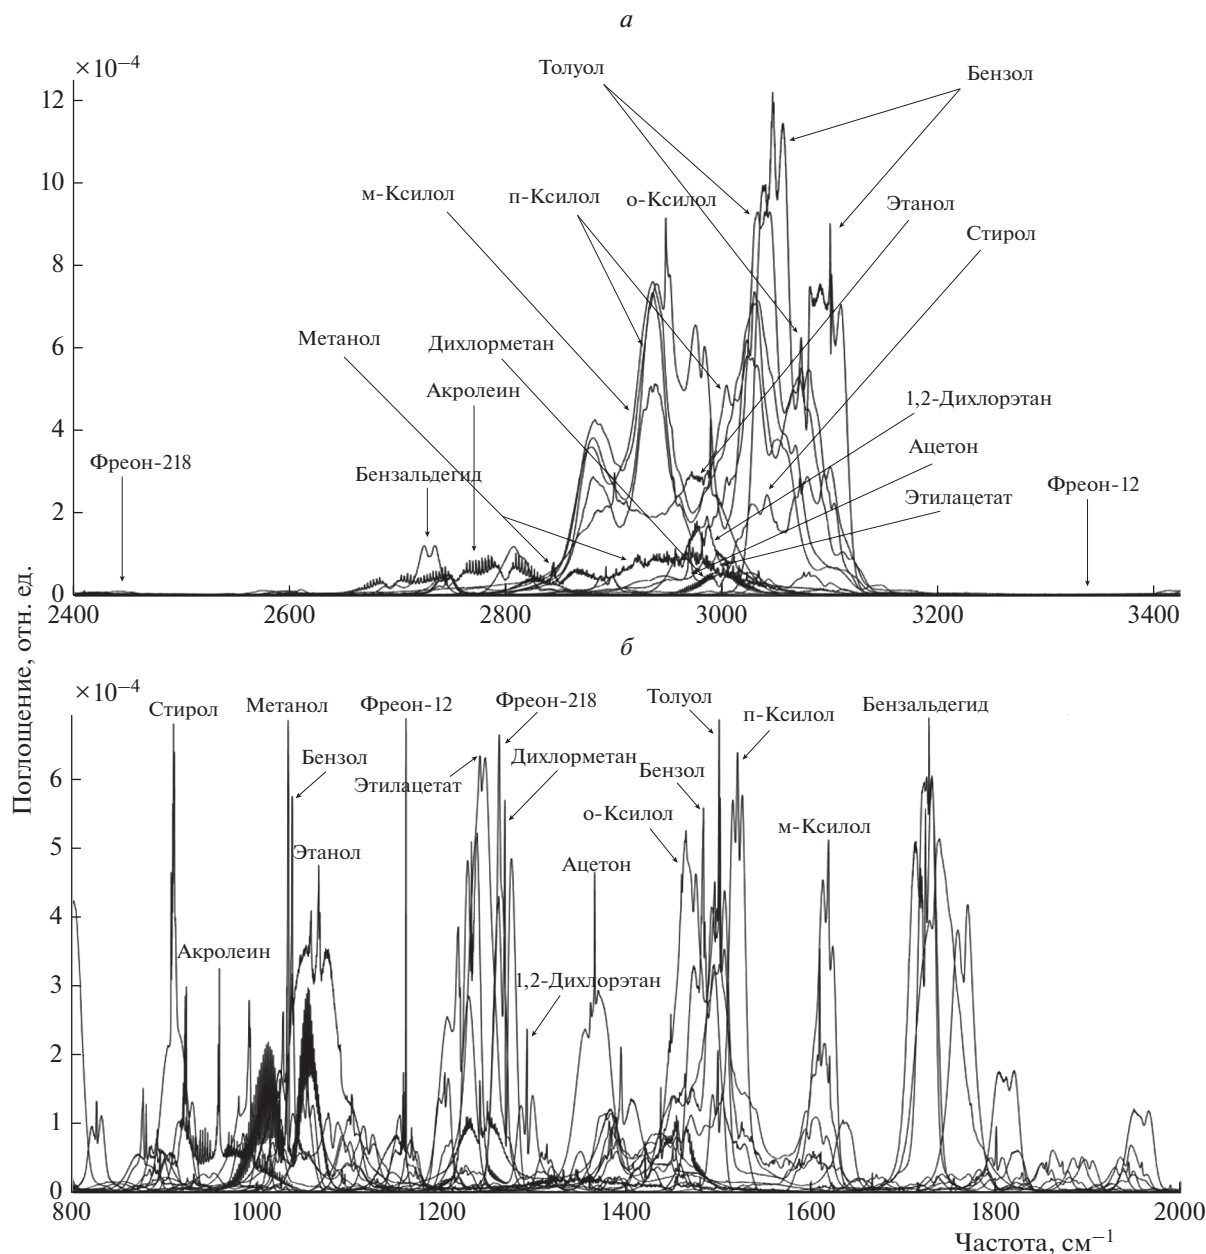 а
×10⁻⁴
Толуол
Бензол
12
10
м-Ксилол
п-Ксилол
о-Ксилол
Этанол
8
Стирол
6
Метанол
Дихлорметан
Акролеин
1,2-Дихлорэтан
4
Ацетон
Фреон-218
Бензальдегид
Этилацетат
Фреон-12
2
0
2400
2600
2800
3000
3200
3400
б
Поглощение, отн. ед.
×10⁻⁴
Стирол
Метанол
Фреон-12
Фреон-218
Толуол
п-Ксилол
Бензальдегид
Бензол
Этилацетат
Дихлорметан
Бензол
6
о-Ксилол
м-Ксилол
5
Этанол
Ацетон
4
Акролеин
1,2-Дихлорэтан
3
2
1
0
800
1000
1200
1400
1600
1800
2000
Частота, см⁻¹